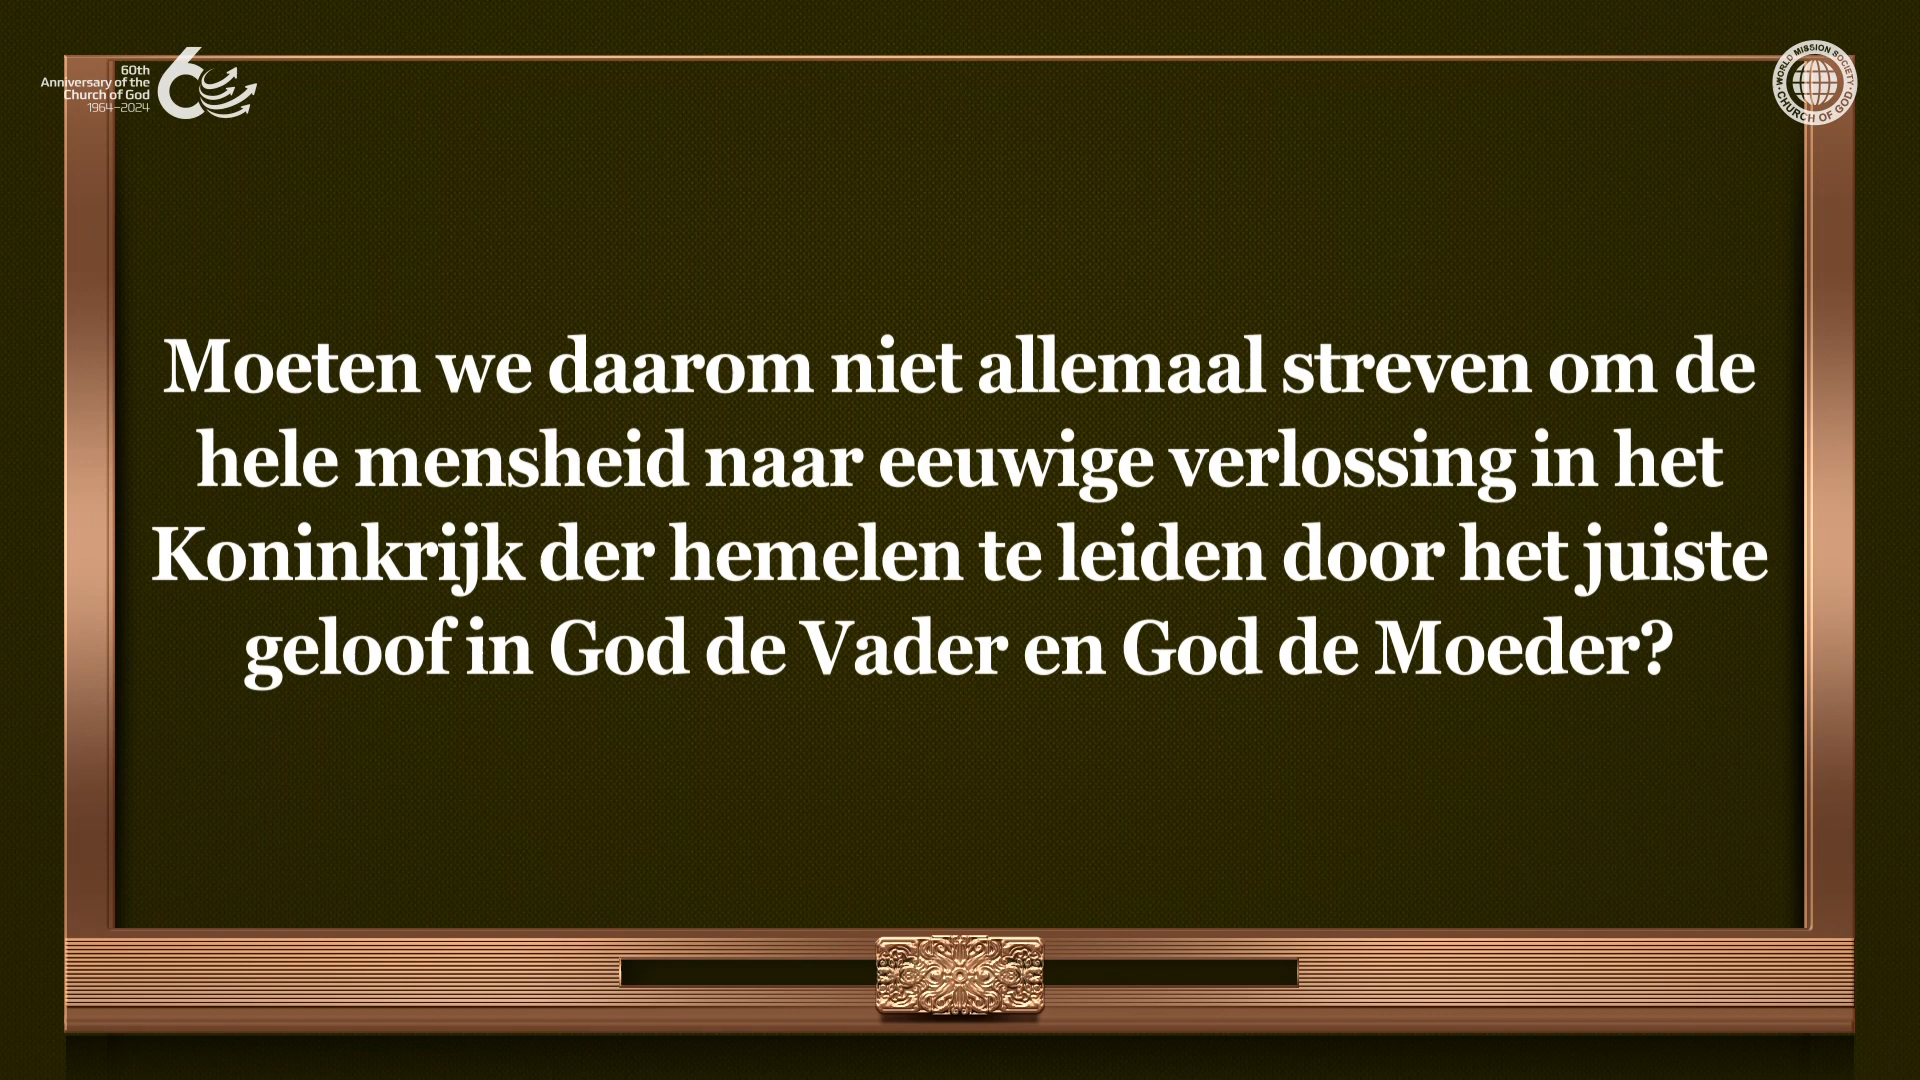 60th
Anniversary of the
Church of God
1964–2024
WORLD MISSION SOCIETY
CHURCH OF GOD
Moeten we daarom niet allemaal streven om de
hele mensheid naar eeuwige verlossing in het
Koninkrijk der hemelen te leiden door het juiste
geloof in God de Vader en God de Moeder?